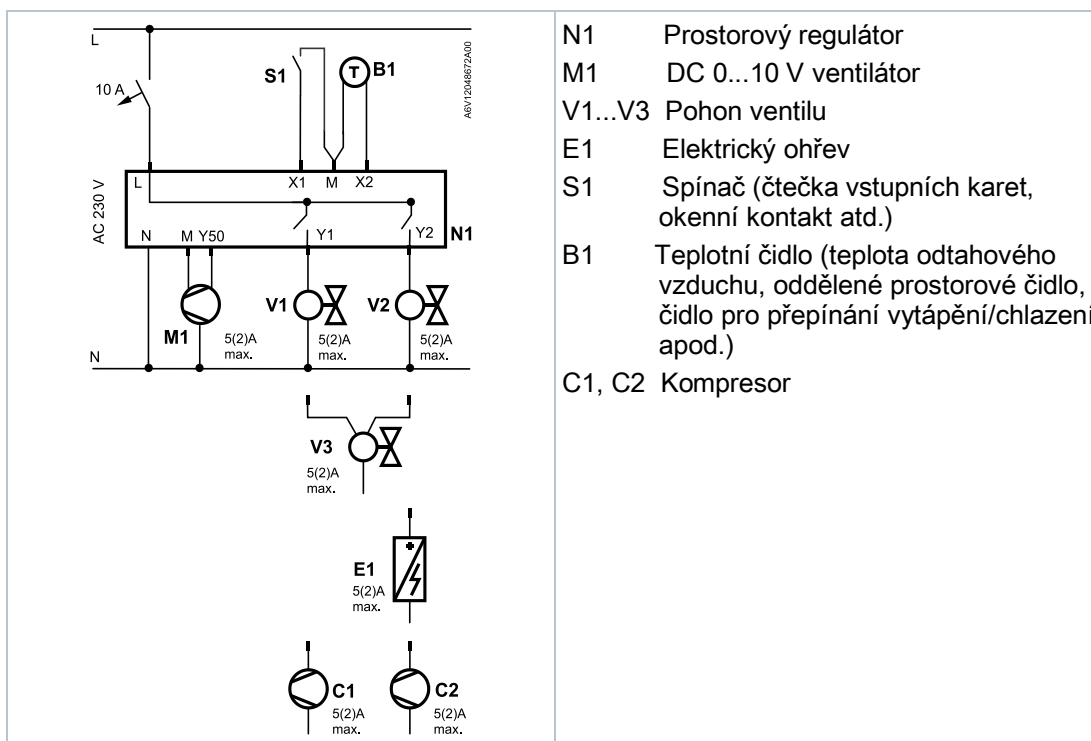 L
10 A
S1
T
B1
A6V12048672A00
AC 230 V
L
X1 M X2
N M Y50
Y1
Y2
N1
M1
5(2)A
max.
V1
5(2)A
max.
V2
5(2)A
max.
N
V3
5(2)A
max.
E1
5(2)A
max.
C1
5(2)A
max.
C2
5(2)A
max.
N1 Prostorový regulátor
M1 DC 0...10 V ventilátor
V1...V3 Pohon ventilu
E1 Elektrický ohřev
S1 Spínač (čtečka vstupních karet,
okenní kontakt atd.)
B1 Teplotní čidlo (teplota odtahového
vzduchu, oddělené prostorové čidlo,
čidlo pro přepínání vytápění/chlazení
apod.)
C1, C2 Kompresor